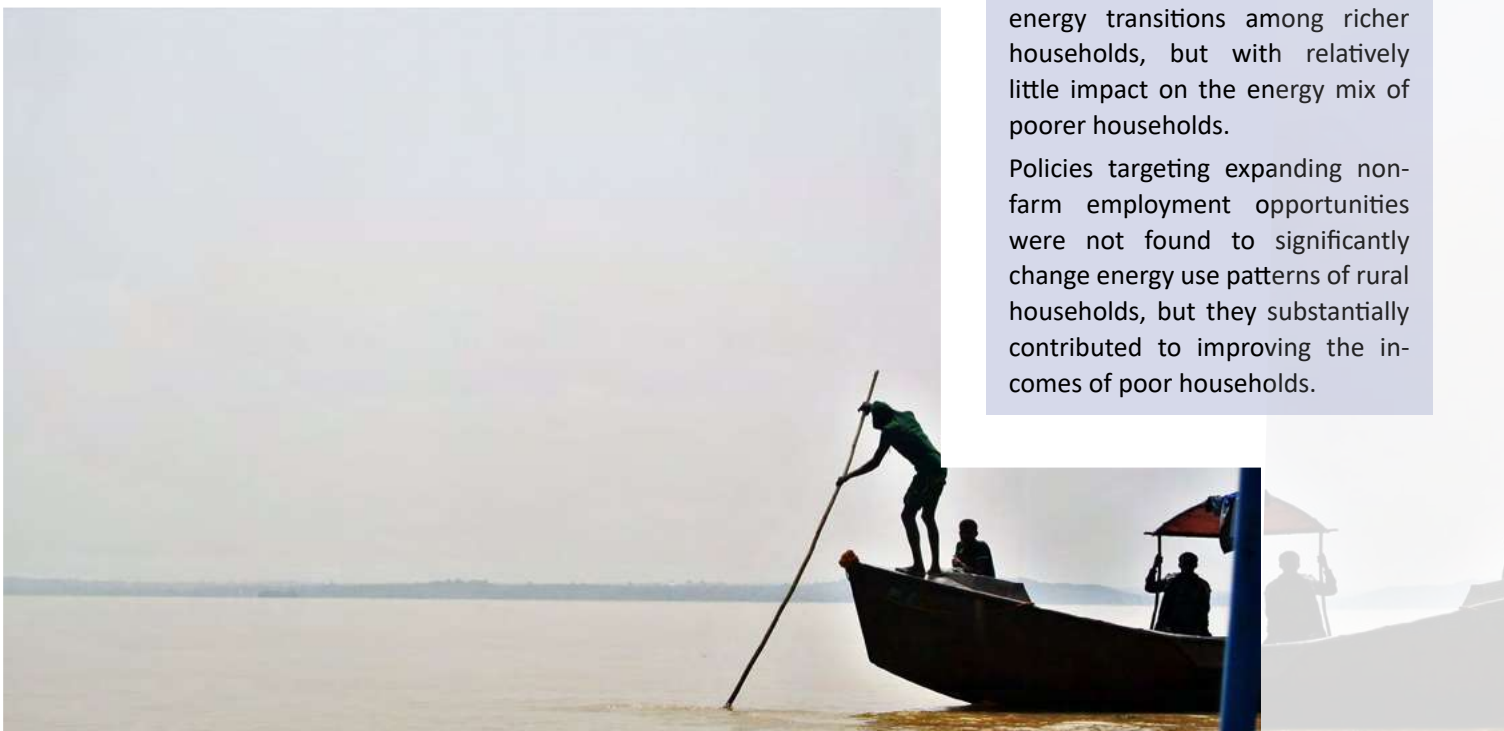 energy transitions among richer
households, but with relatively
little impact on the energy mix of
poorer households.
Policies targeting expanding non-
farm employment opportunities
were not found to significantly
change energy use patterns of rural
households, but they substantially
contributed to improving the in-
comes of poor households.